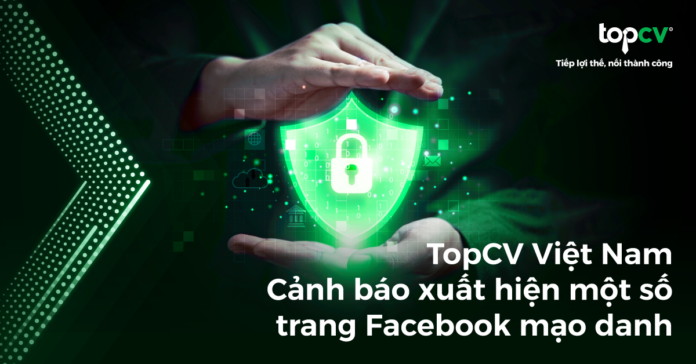 topcv
Tiếp lợi thế, nối thành công
TopCV Việt Nam
Cảnh báo xuất hiện một số
trang Facebook mạo danh